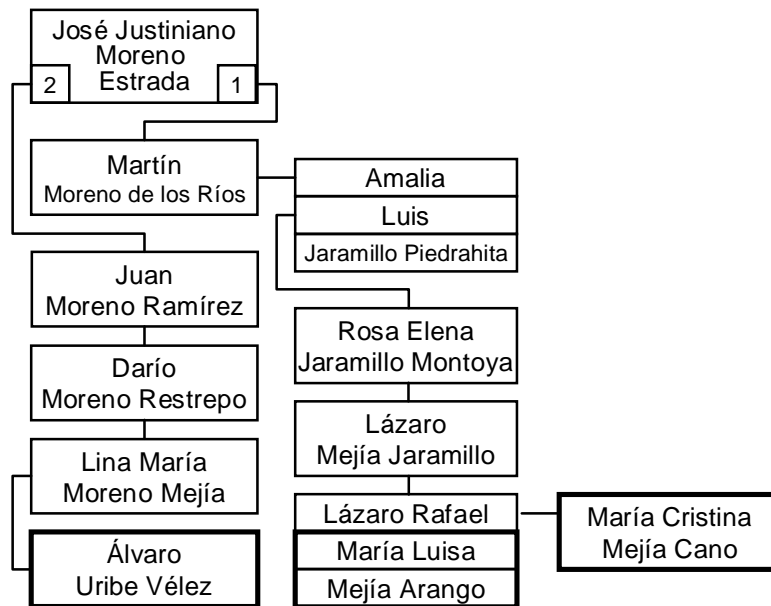 José Justiniano
Moreno
Estrada
2
1
Martín
Moreno de los Ríos
Amalia
Luis
Jaramillo Piedrahita
Juan
Moreno Ramírez
Rosa Elena
Jaramillo Montoya
Darío
Moreno Restrepo
Lázaro
Mejía Jaramillo
Lina María
Moreno Mejía
Lázaro Rafael
María Luisa
Mejía Arango
María Cristina
Mejía Cano
Álvaro
Uribe Vélez